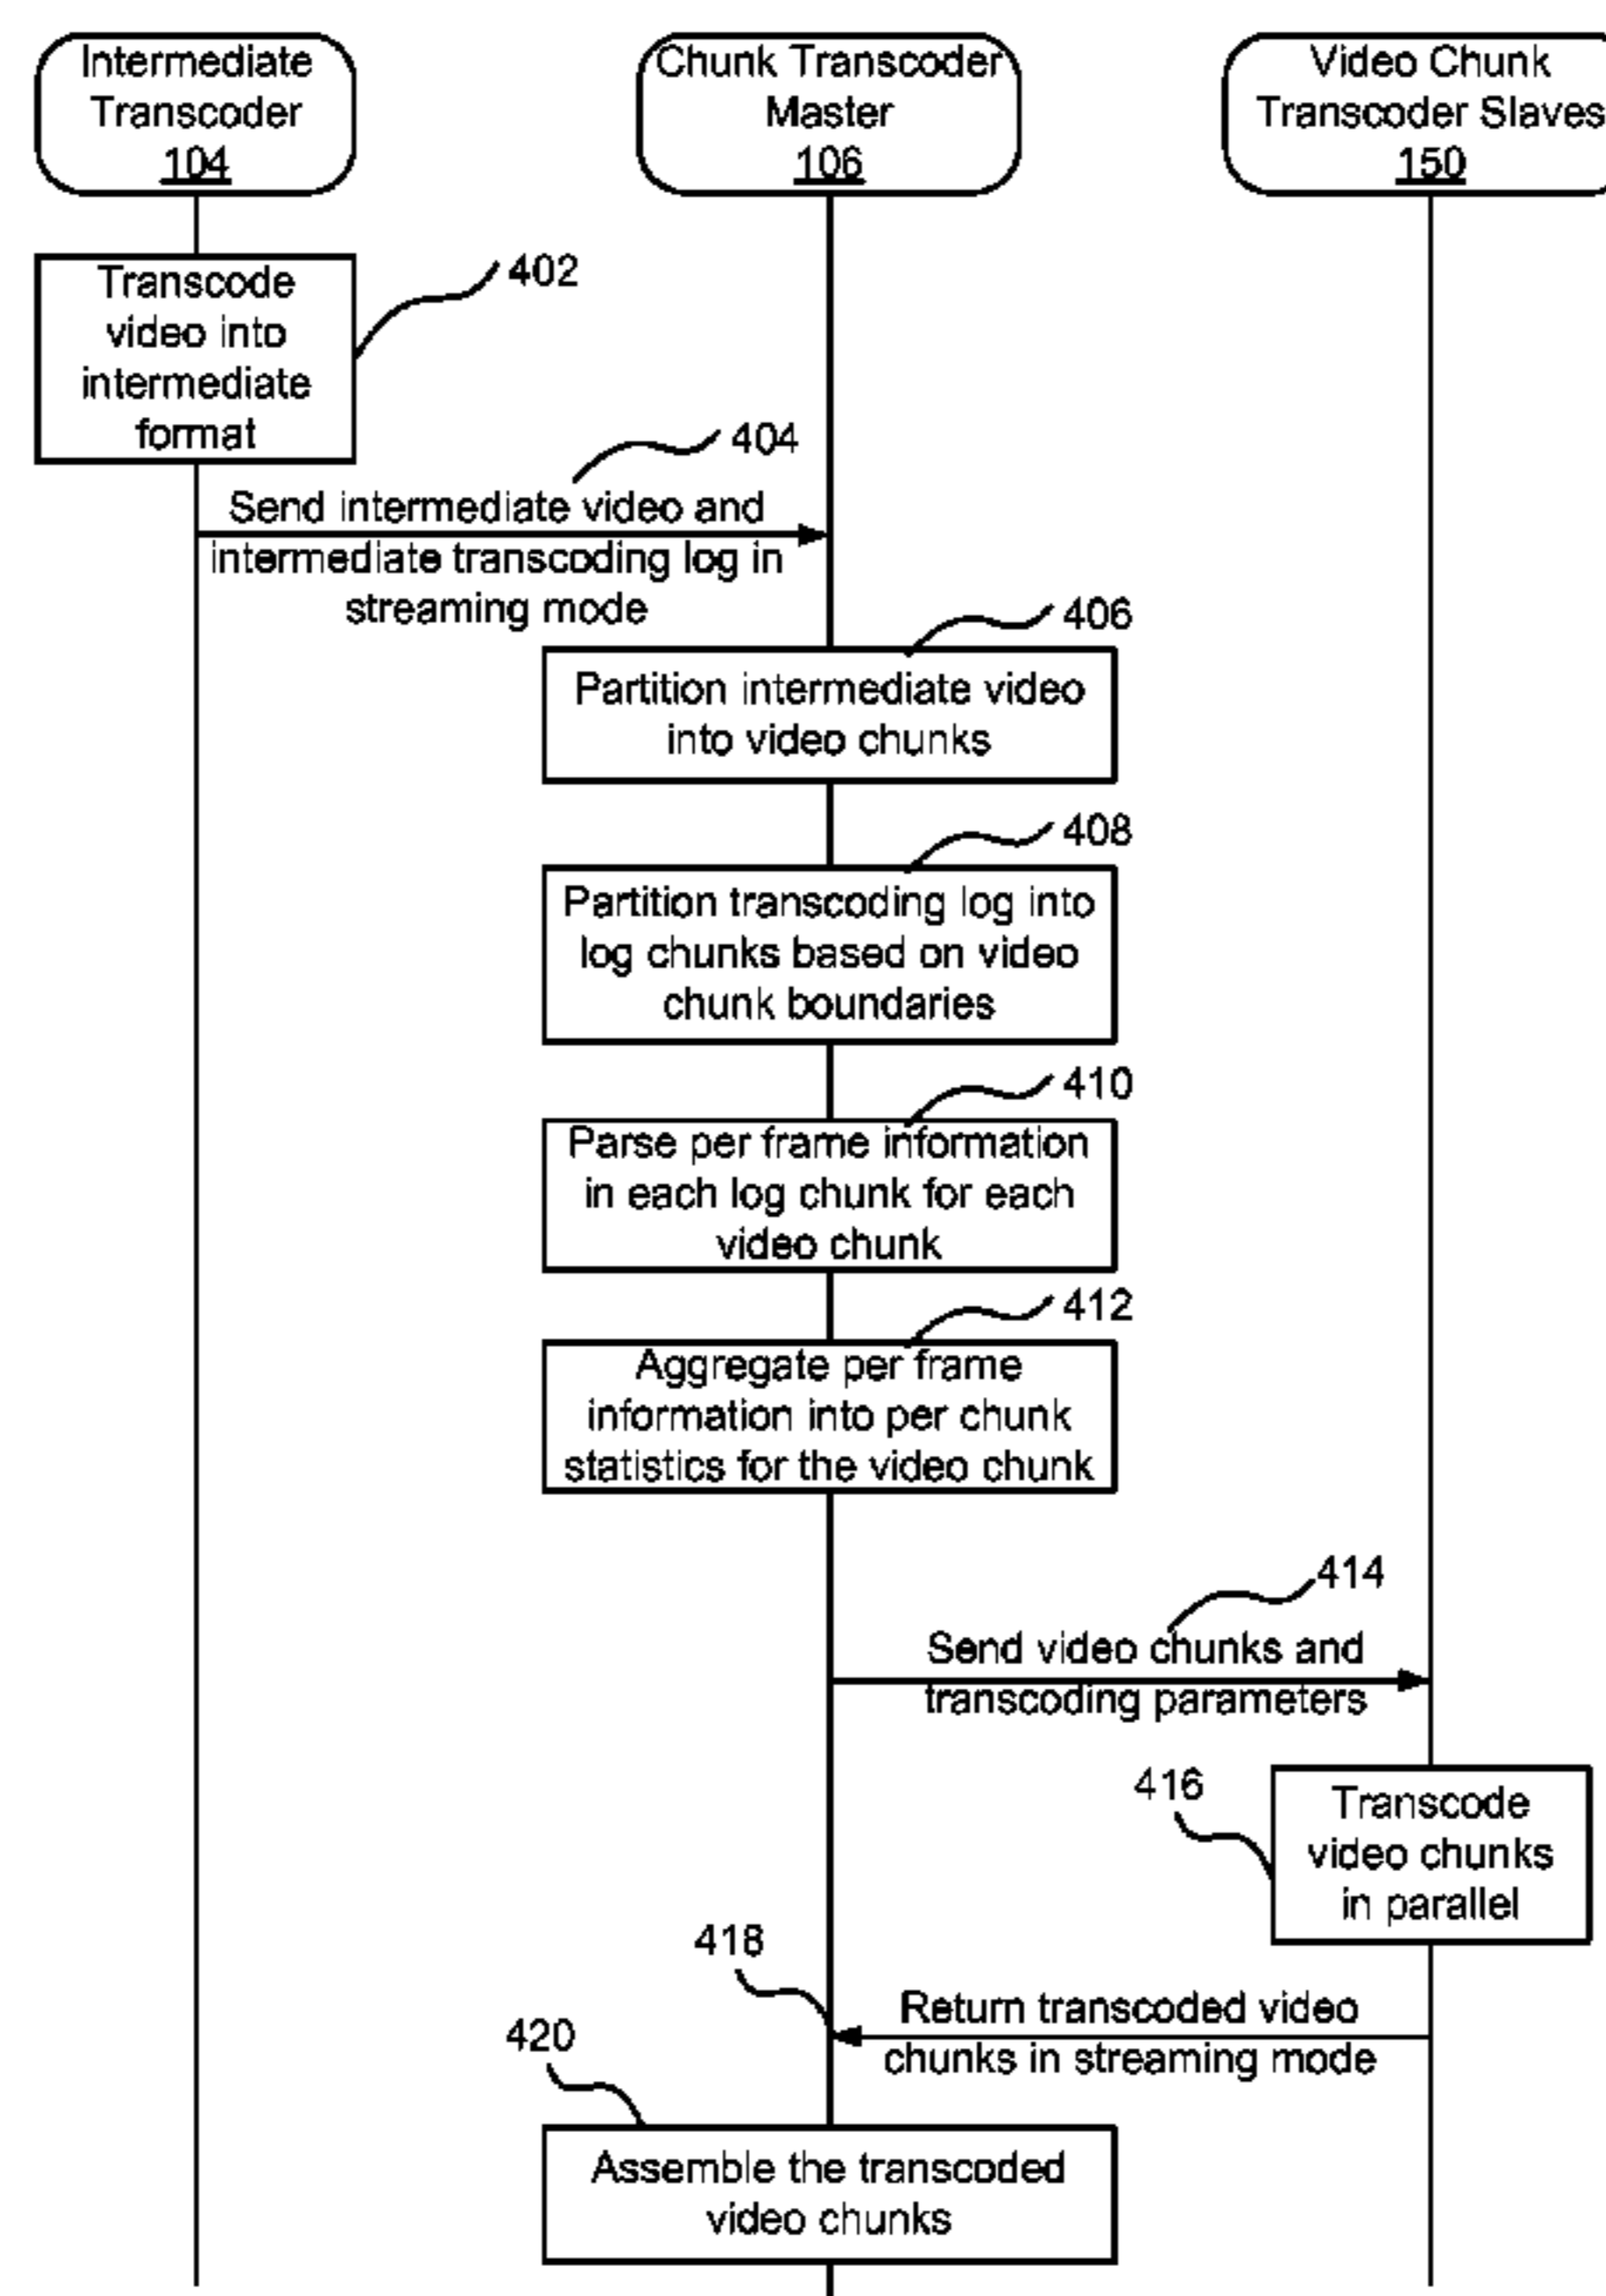 Intermediate
Transcoder
104
Chunk Transcoder
Master
106
Video Chunk
Transcoder Slaves
150
Transcode
video into
intermediate
format
402
404
Send intermediate video and
intermediate transcoding log in
streaming mode
406
Partition intermediate video
into video chunks
408
Partition transcoding log into
log chunks based on video
chunk boundaries
410
Parse per frame information
in each log chunk for each
video chunk
412
Aggregate per frame
information into per chunk
statistics for the video chunk
414
Send video chunks and
transcoding parameters
416
Transcode
video chunks
in parallel
418
Return transcoded video
chunks in streaming mode
420
Assemble the transcoded
video chunks